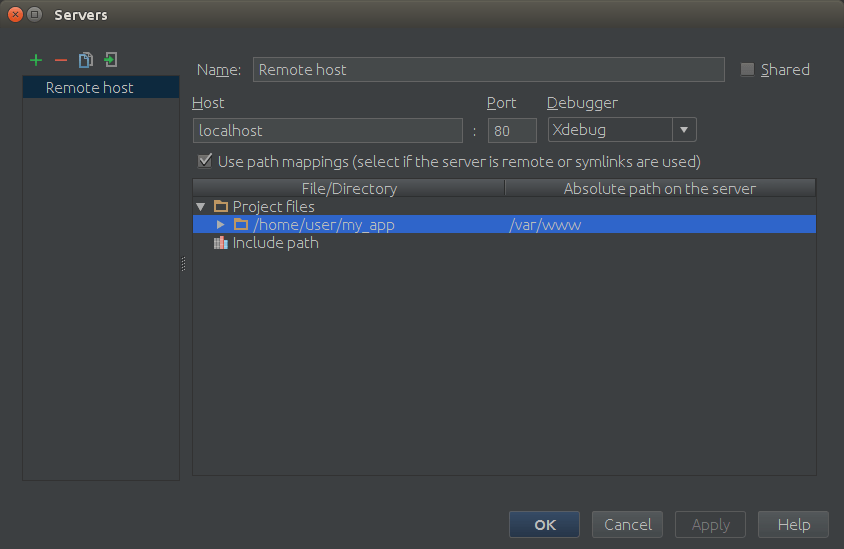 Servers
Name: Remote host Shared
Remote host
Host Port Debugger
localhost : 80 Xdebug
Use path mappings (select if the server is remote or symlinks are used)
File/Directory Absolute path on the server
Project files
/home/user/my_app /var/www
Include path
OK Cancel Apply Help